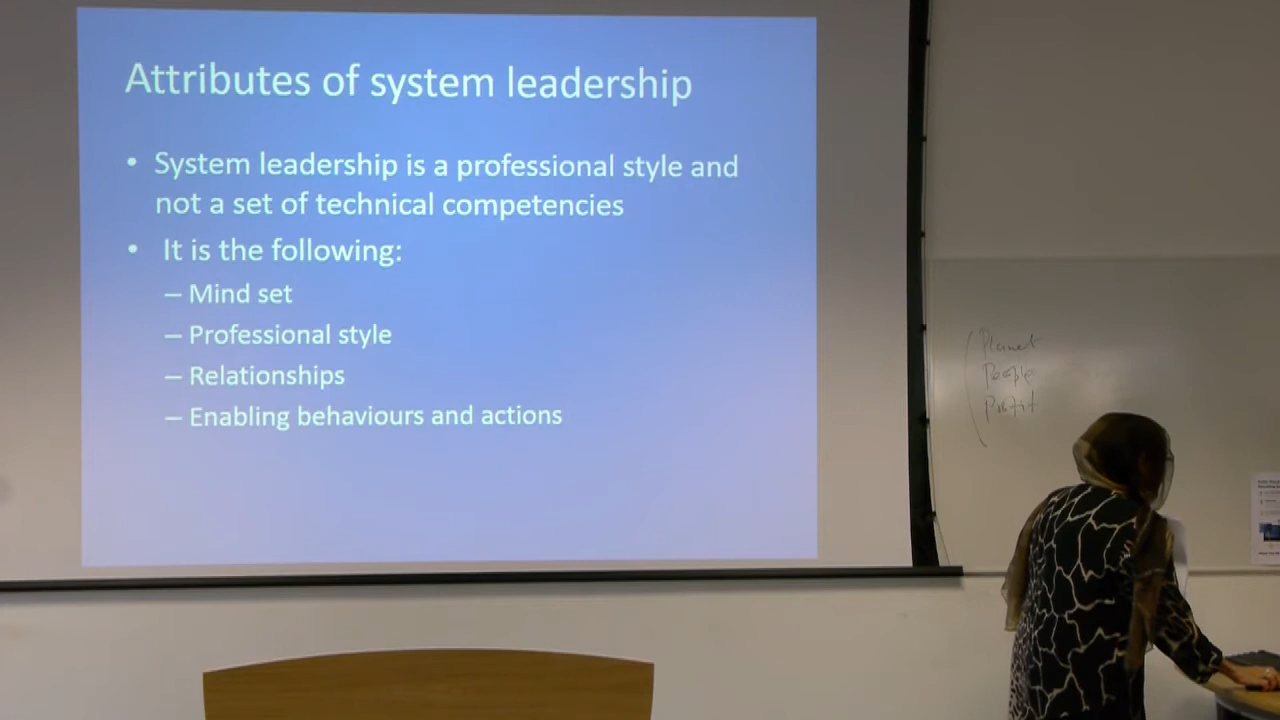 Attributes of system leadership
• System leadership is a professional style and
not a set of technical competencies
• It is the following:
– Mind set
– Professional style
– Relationships
– Enabling behaviours and actions
Planet
People
Profit